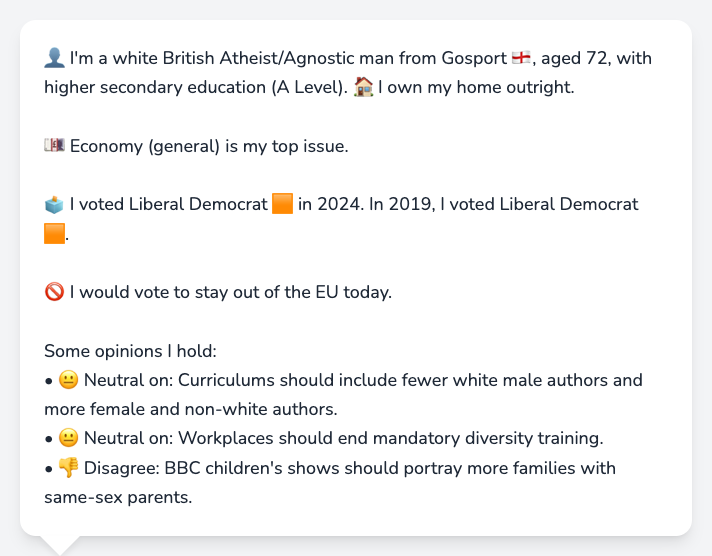 👤 I'm a white British Atheist/Agnostic man from Gosport 🏴󠁧󠁢󠁥󠁮󠁧󠁿, aged 72, with
higher secondary education (A Level). 🏠 I own my home outright.
💷 Economy (general) is my top issue.
🗳️ I voted Liberal Democrat 🟧 in 2024. In 2019, I voted Liberal Democrat
🟧.
🚫 I would vote to stay out of the EU today.
Some opinions I hold:
• 😐 Neutral on: Curriculums should include fewer white male authors and
more female and non-white authors.
• 😐 Neutral on: Workplaces should end mandatory diversity training.
• 👎 Disagree: BBC children's shows should portray more families with
same-sex parents.